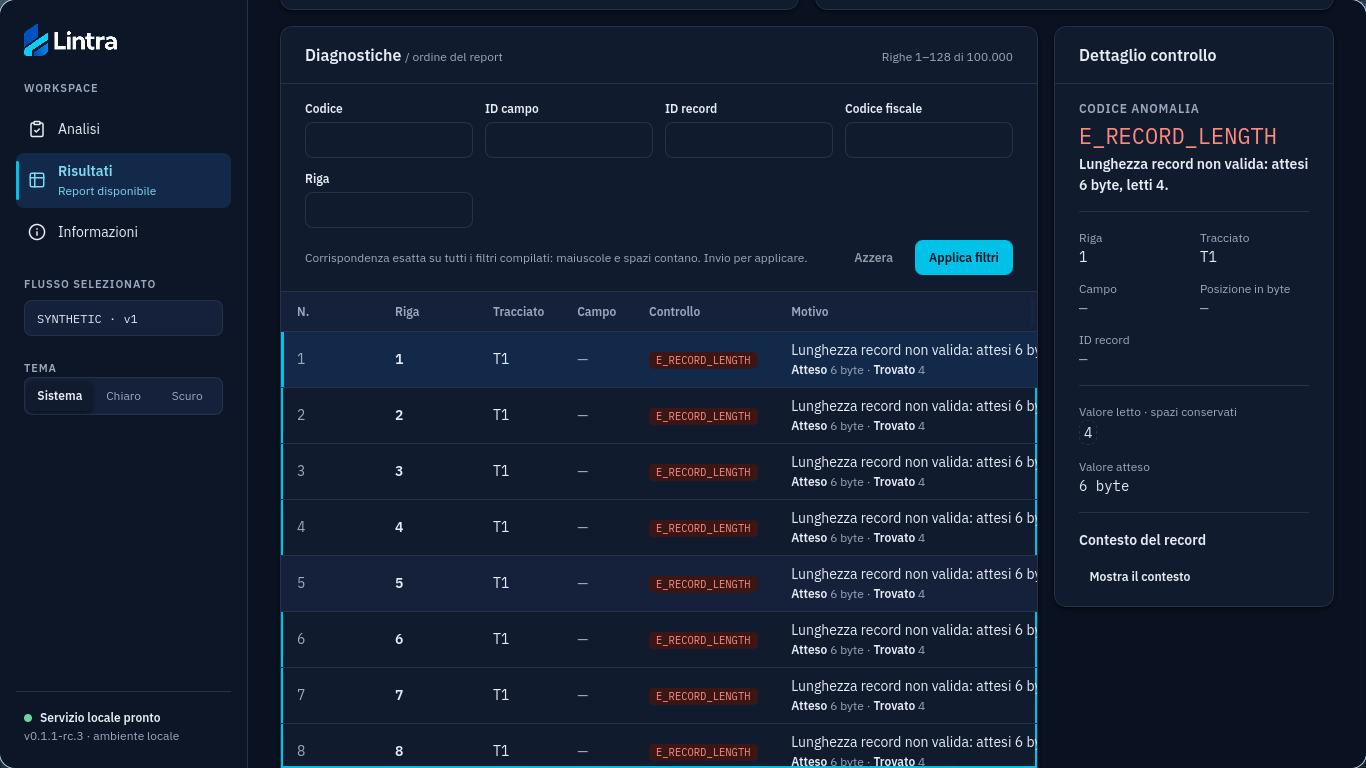 Lintra
WORKSPACE
Analisi
Risultati
Report disponibile
Informazioni
FLUSSO SELEZIONATO
SYNTHETIC · v1
TEMA
Sistema Chiaro Scuro
Servizio locale pronto
v0.1.1-rc.3 · ambiente locale
Diagnostiche / ordine del report Righe 1–128 di 100.000
Codice ID campo ID record Codice fiscale
Riga
Corrispondenza esatta su tutti i filtri compilati: maiuscole e spazi contano. Invio per applicare. Azzera Applica filtri
N. Riga Tracciato Campo Controllo Motivo
1 1 T1 — E_RECORD_LENGTH Lunghezza record non valida: attesi 6 by
Atteso 6 byte · Trovato 4
2 2 T1 — E_RECORD_LENGTH Lunghezza record non valida: attesi 6 by
Atteso 6 byte · Trovato 4
3 3 T1 — E_RECORD_LENGTH Lunghezza record non valida: attesi 6 by
Atteso 6 byte · Trovato 4
4 4 T1 — E_RECORD_LENGTH Lunghezza record non valida: attesi 6 by
Atteso 6 byte · Trovato 4
5 5 T1 — E_RECORD_LENGTH Lunghezza record non valida: attesi 6 by
Atteso 6 byte · Trovato 4
6 6 T1 — E_RECORD_LENGTH Lunghezza record non valida: attesi 6 by
Atteso 6 byte · Trovato 4
7 7 T1 — E_RECORD_LENGTH Lunghezza record non valida: attesi 6 by
Atteso 6 byte · Trovato 4
8 8 T1 — E_RECORD_LENGTH Lunghezza record non valida: attesi 6 by
Atteso 6 byte · Trovato 4
Dettaglio controllo
CODICE ANOMALIA
E_RECORD_LENGTH
Lunghezza record non valida: attesi
6 byte, letti 4.
Riga Tracciato
1 T1
Campo Posizione in byte
— —
ID record
—
Valore letto · spazi conservati
4
Valore atteso
6 byte
Contesto del record
Mostra il contesto